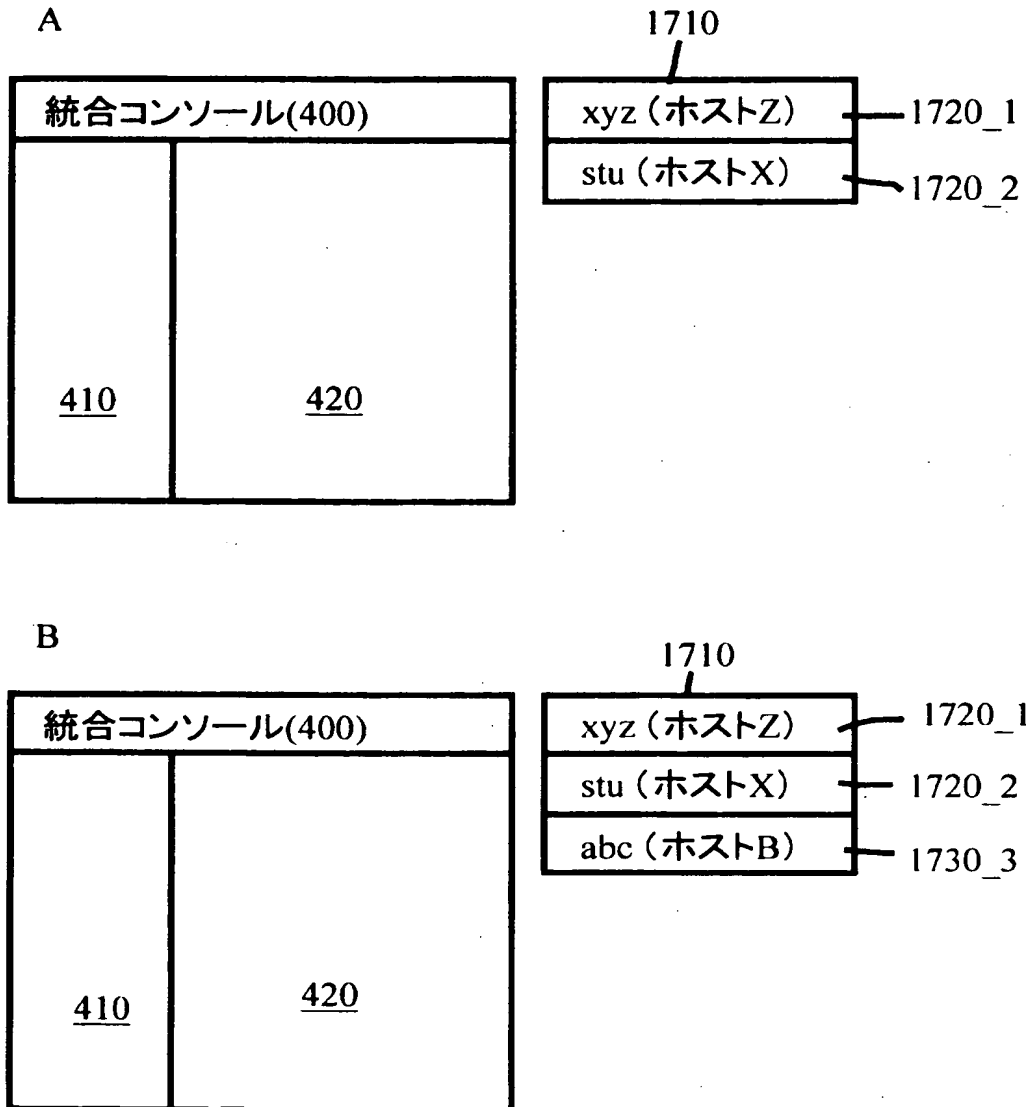 A
1710
統合コンソール(400)
xyz（ホストZ）
1720_1
stu（ホストX）
1720_2
410
420
B
1710
統合コンソール(400)
xyz（ホストZ）
1720_1
stu（ホストX）
1720_2
abc（ホストB）
1730_3
410
420